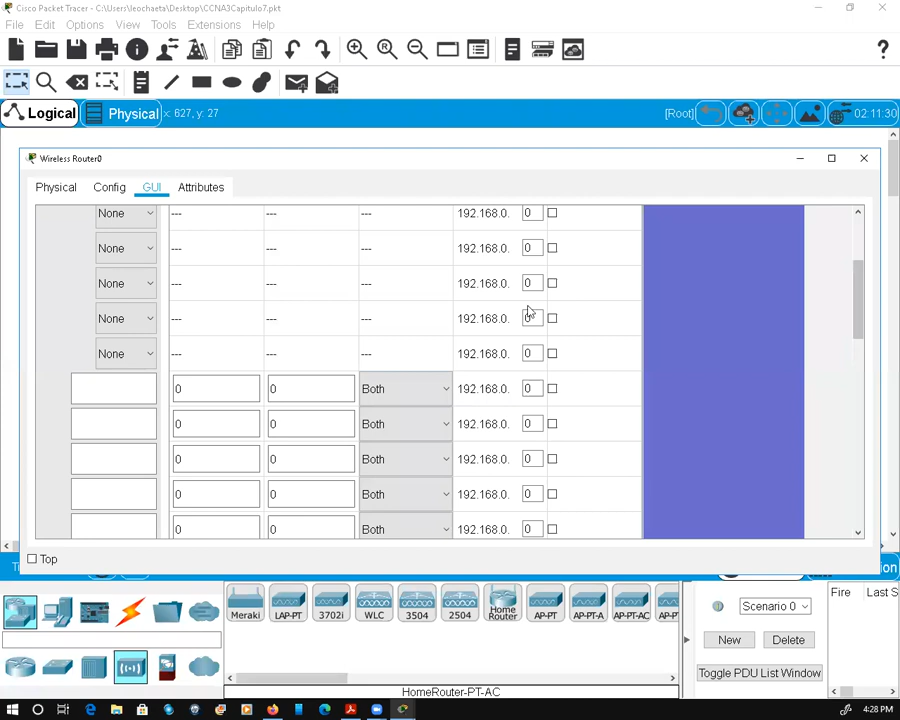 Cisco Packet Tracer - C:\Users\leochaeta\Desktop\CCNA3Capitulo7.pkt
File Edit Options View Tools Extensions Help
Logical Physical x: 627, y: 27 [Root] 02:11:30
Wireless Router0
Physical Config GUI Attributes
None --- --- --- 192.168.0. 0
None --- --- --- 192.168.0. 0
None --- --- --- 192.168.0. 0
None --- --- --- 192.168.0. 0
None --- --- --- 192.168.0. 0
0 0 Both 192.168.0. 0
0 0 Both 192.168.0. 0
0 0 Both 192.168.0. 0
0 0 Both 192.168.0. 0
0 0 Both 192.168.0. 0
Top
Meraki LAP-PT 3702i WLC 3504 2504 Home Router AP-PT AP-PT-A AP-PT-AC AP-PT
Scenario 0
Fire Last S
New Delete
Toggle PDU List Window
HomeRouter-PT-AC
4:28 PM